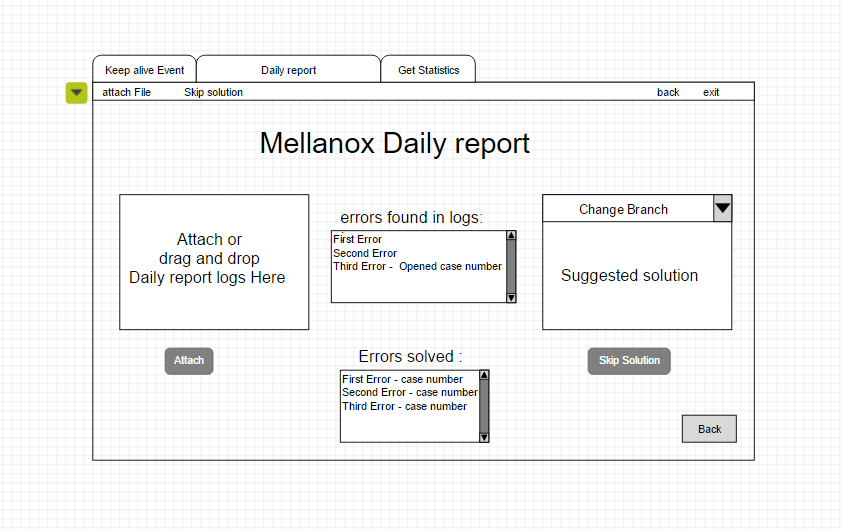 Keep alive Event
Daily report
Get Statistics
attach File
Skip solution
back
exit
Mellanox Daily report
Attach or
drag and drop
Daily report logs Here
Attach
errors found in logs:
First Error
Second Error
Third Error - Opened case number
Errors solved :
First Error - case number
Second Error - case number
Third Error - case number
Change Branch
Suggested solution
Skip Solution
Back